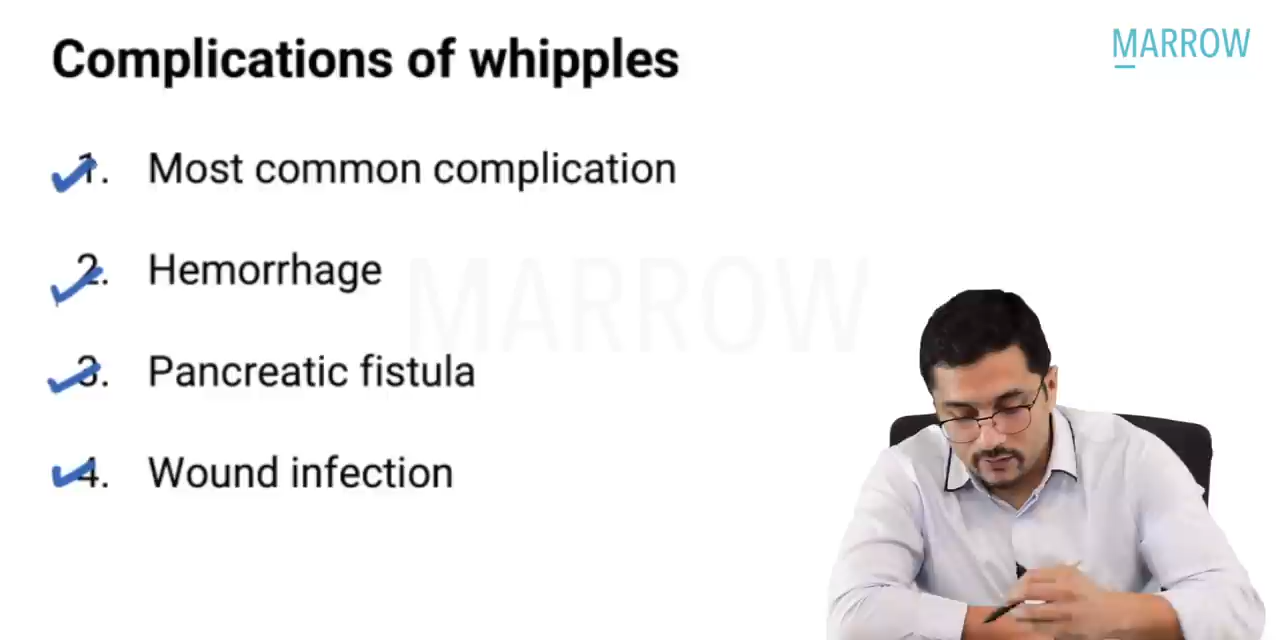 Complications of whipples
MARROW
1. Most common complication
2. Hemorrhage
MARROW
3. Pancreatic fistula
4. Wound infection